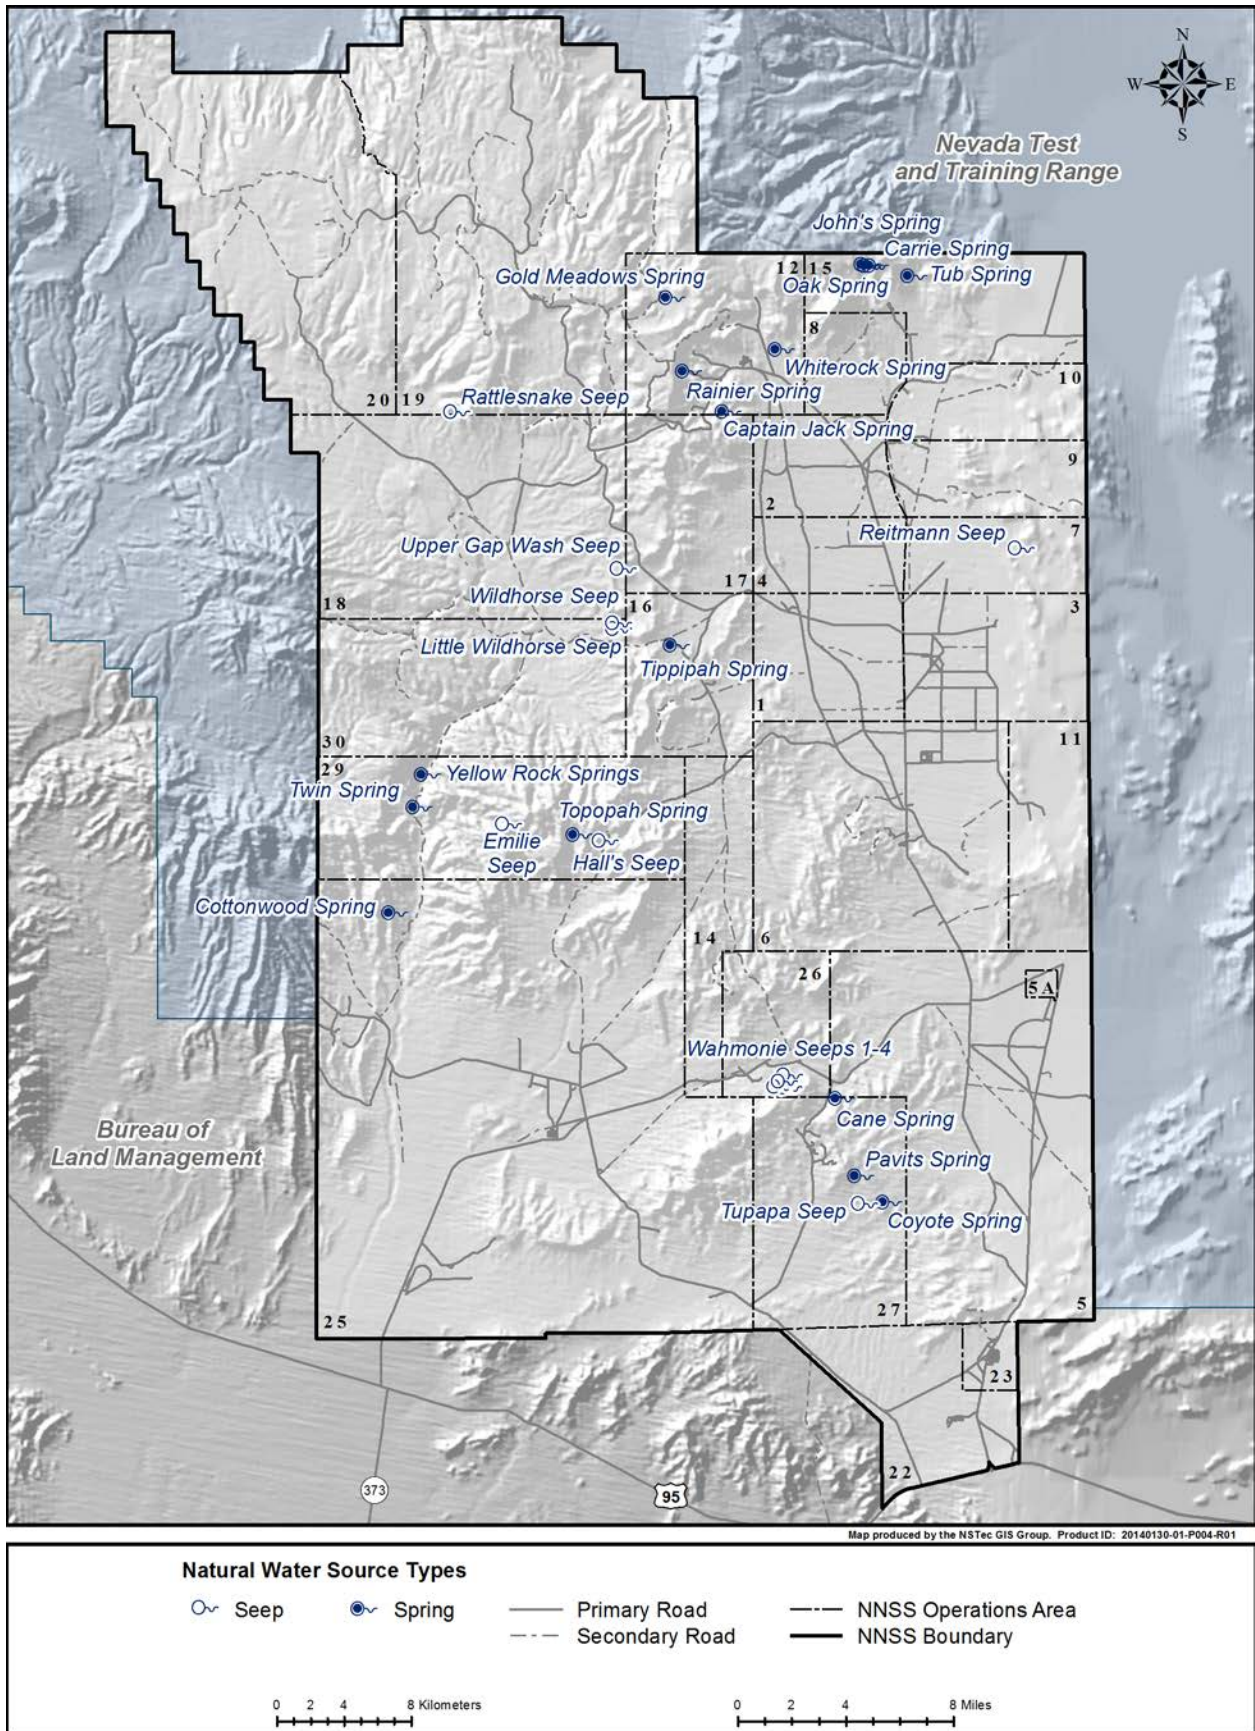 N
W
E
S
Nevada Test
and Training Range
John's Spring
Carrie Spring
Gold Meadows Spring
12
15
Oak Spring
Tub Spring
8
Whiterock Spring
10
Rainier Spring
20
19
Rattlesnake Seep
Captain Jack Spring
9
2
Reitmann Seep
7
Upper Gap Wash Seep
17
4
Wildhorse Seep
18
16
3
Little Wildhorse Seep
Tippipah Spring
1
11
30
29
Yellow Rock Springs
Twin Spring
Topopah Spring
Emilie
Seep
Hall's Seep
Cottonwood Spring
14
6
26
5A
Wahmonie Seeps 1-4
Cane Spring
Bureau of
Land Management
Pavits Spring
Tupapa Seep
Coyote Spring
25
27
5
23
22
373
95
Map produced by the NSTec GIS Group. Product ID: 20140130-01-P004-R01
Natural Water Source Types
Seep
Spring
Primary Road
NNSS Operations Area
Secondary Road
NNSS Boundary
0 2 4 8 Kilometers
0 2 4 8 Miles